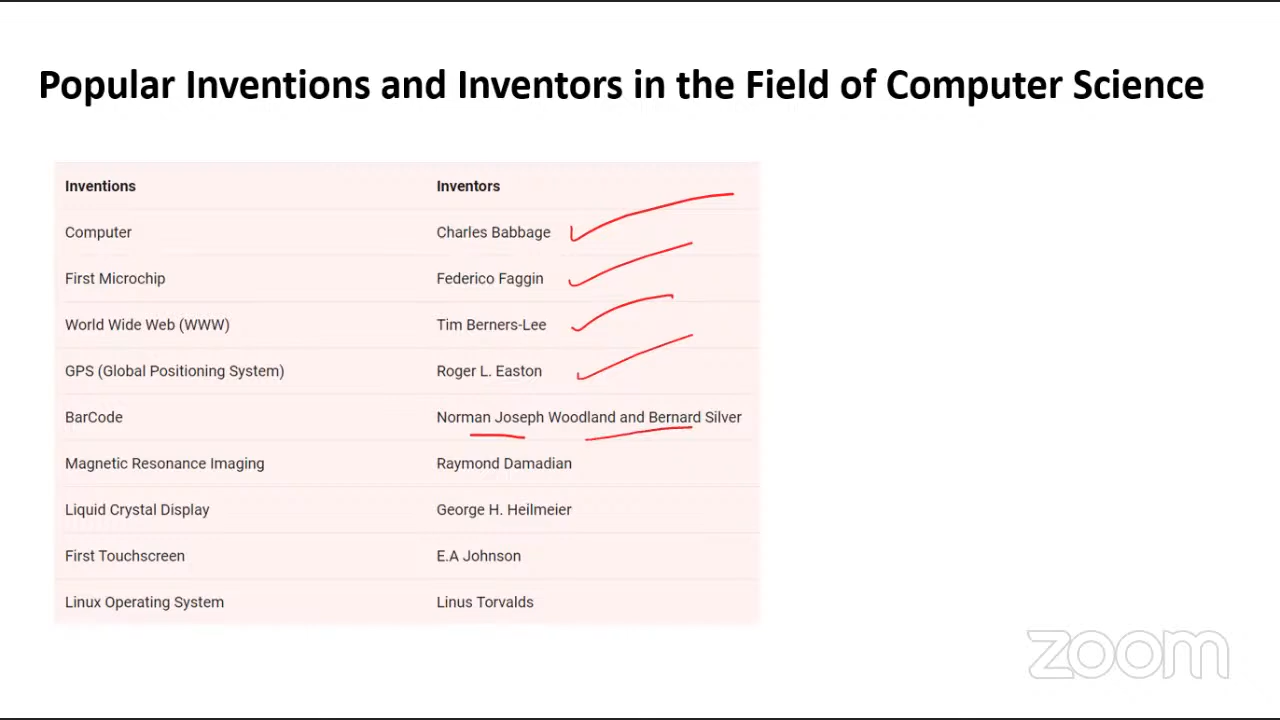 Popular Inventions and Inventors in the Field of Computer Science
Inventions Inventors
Computer Charles Babbage
First Microchip Federico Faggin
World Wide Web (WWW) Tim Berners-Lee
GPS (Global Positioning System) Roger L. Easton
BarCode Norman Joseph Woodland and Bernard Silver
Magnetic Resonance Imaging Raymond Damadian
Liquid Crystal Display George H. Heilmeier
First Touchscreen E.A Johnson
Linux Operating System Linus Torvalds
zoom